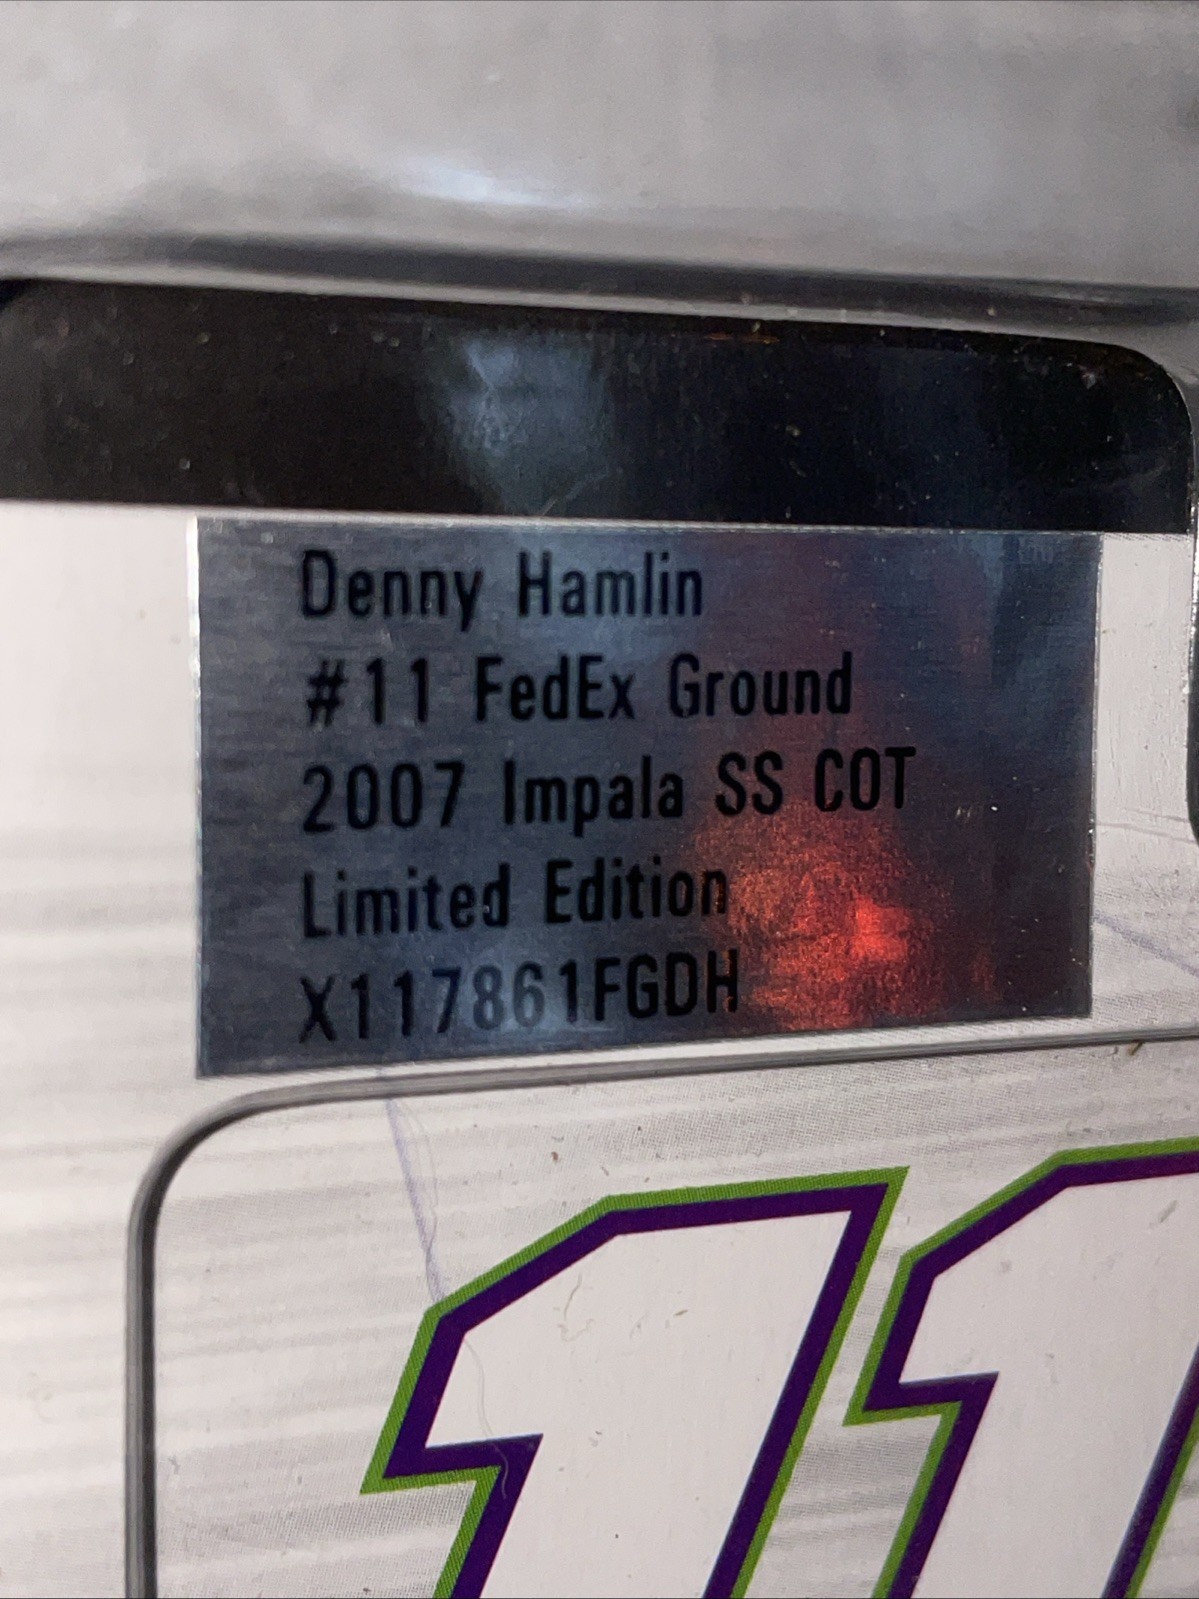 Denny Hamlin
#11 FedEx Ground
2007 Impala SS COT
Limited Edition
X117861FGDH
11